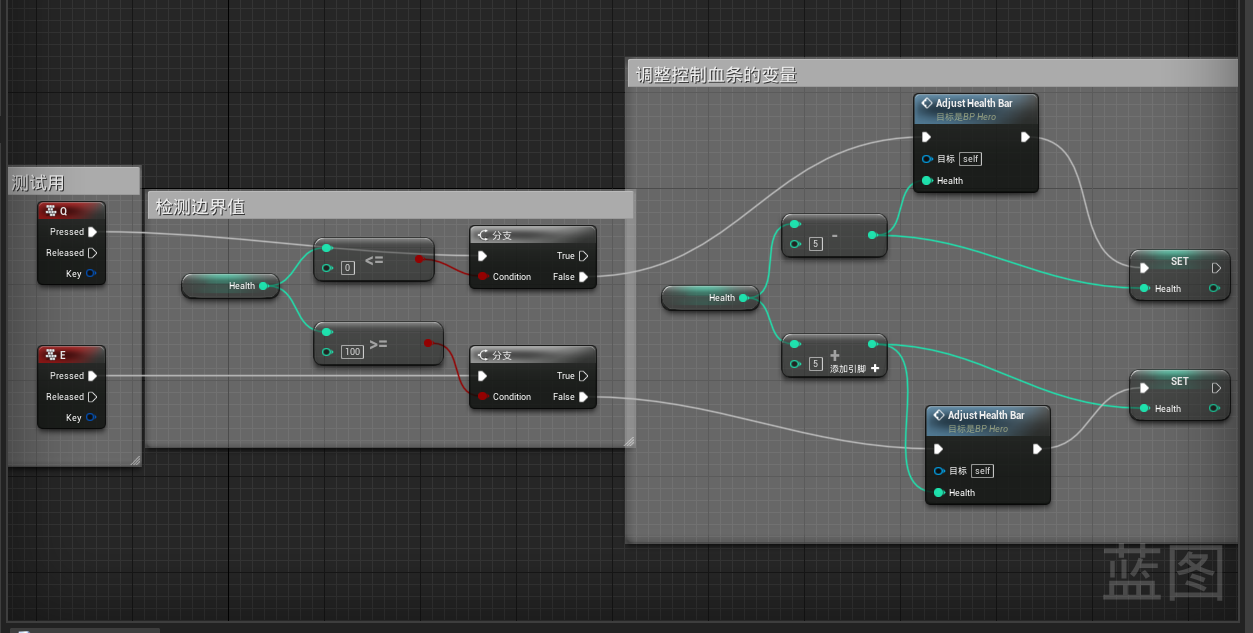 测试用
Q
Pressed
Released
Key
E
Pressed
Released
Key
检测边界值
Health
0 <=
100 >=
分支
True
Condition False
分支
True
Condition False
调整控制血条的变量
Adjust Health Bar
目标是BP Hero
目标 self
Health
5 -
Health
+
5
添加引脚 +
Adjust Health Bar
目标是BP Hero
目标 self
Health
SET
Health
SET
Health
蓝图